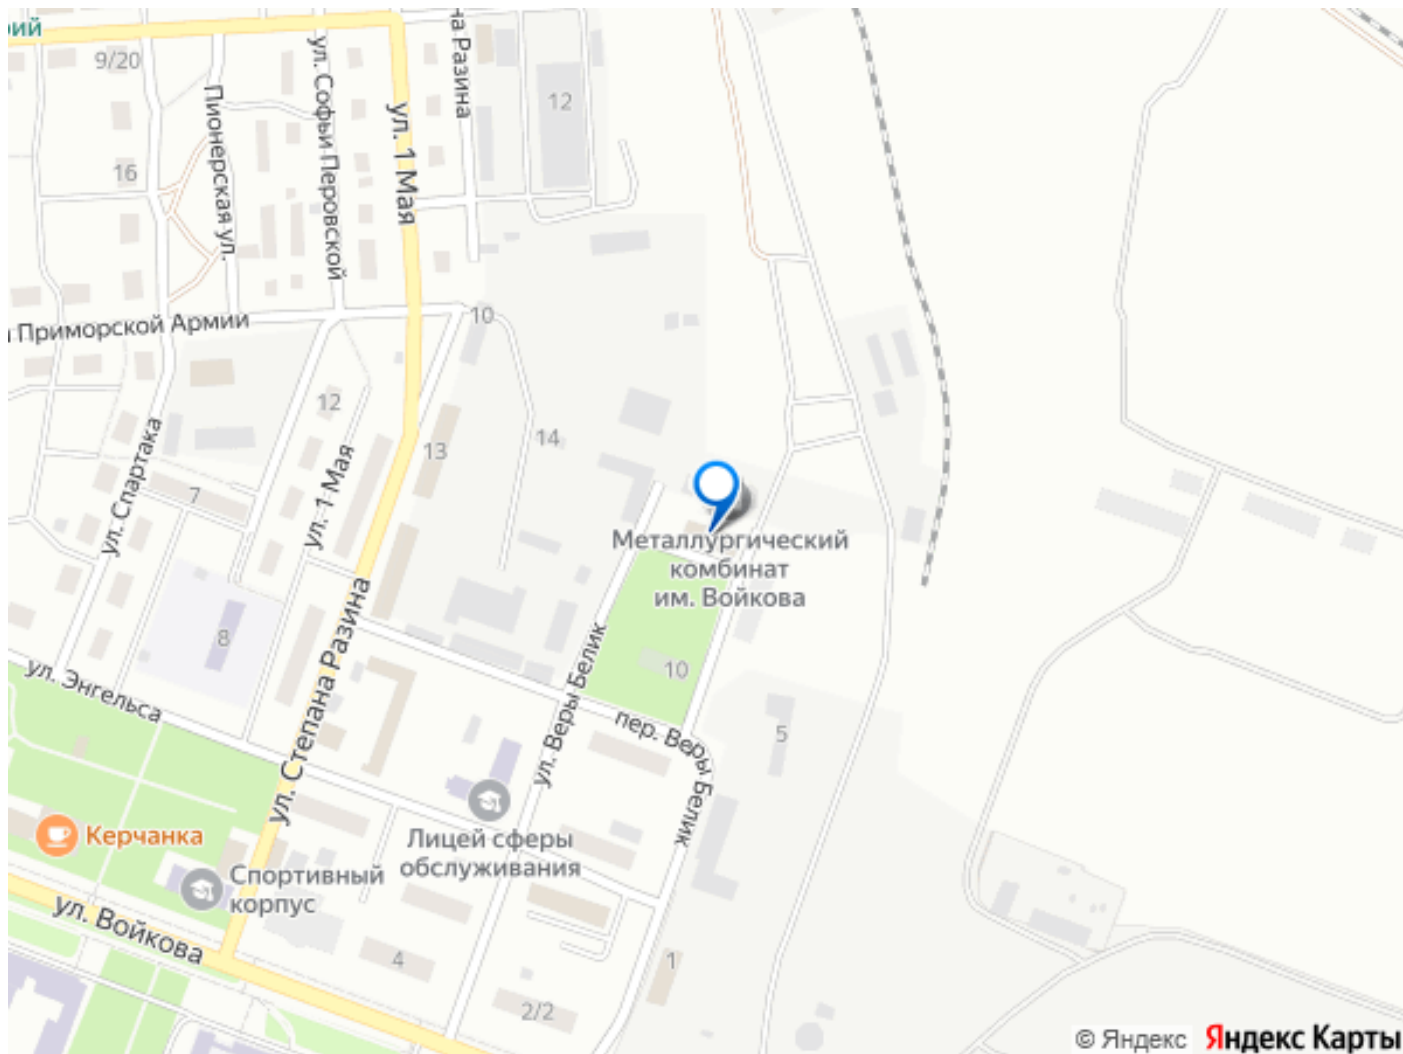 рий
9/20
ул. Софьи Перовской
на Разина
12
ул. 1 Мая
Пионерская ул.
16
я Приморской Армии
10
12
13
14
ул. Спартака
7
ул. 1 Мая
Металлургический
комбинат
им. Войкова
8
ул. Степана Разина
ул. Веры Белик
10
ул. Энгельса
пер. Веры Белик
5
Керчанка
Лицей сферы
обслуживания
Спортивный
корпус
ул. Войкова
4
1
2/2
© Яндекс Яндекс Карты